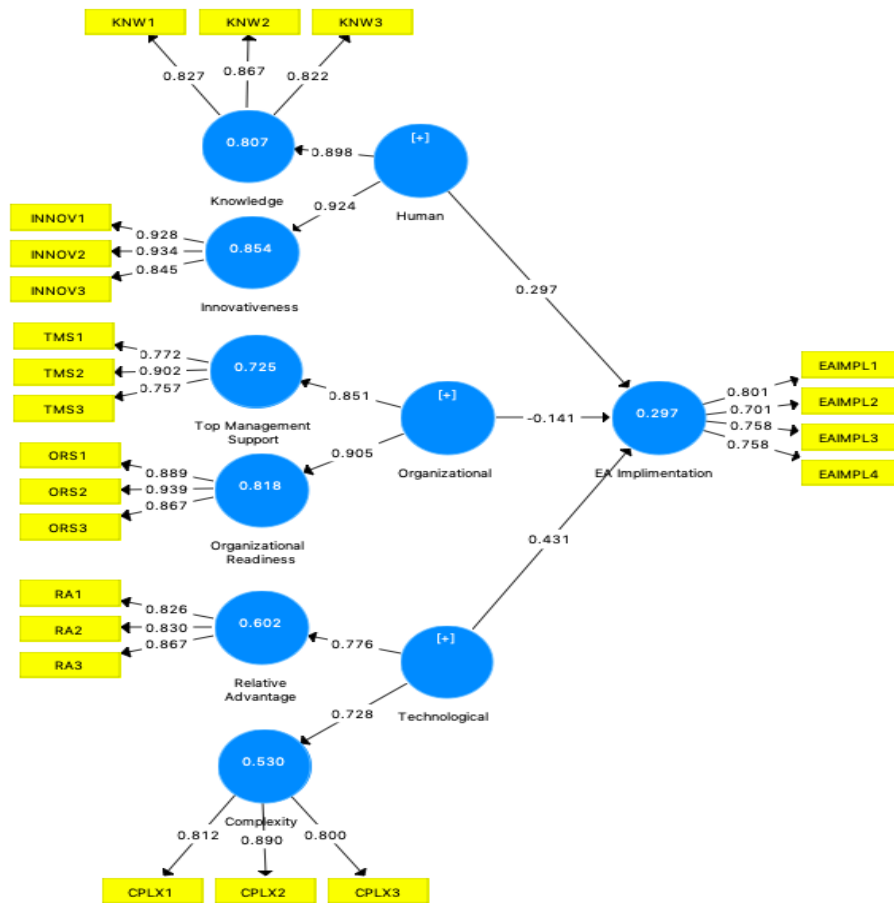 KNW1
KNW2
KNW3
0.827
0.867
0.822
0.807
Knowledge
0.898
[+]
Human
0.924
INNOV1
INNOV2
INNOV3
0.928
0.934
0.845
0.854
Innovativeness
0.297
TMS1
TMS2
TMS3
0.772
0.902
0.757
0.725
Top Management
Support
0.851
[+]
Organizational
0.905
-0.141
0.297
EA Implimentation
0.801
0.701
0.758
0.758
EAIMPL1
EAIMPL2
EAIMPL3
EAIMPL4
ORS1
ORS2
ORS3
0.889
0.939
0.867
0.818
Organizational
Readiness
0.431
RA1
RA2
RA3
0.826
0.830
0.867
0.602
Relative
Advantage
0.776
[+]
Technological
0.728
0.530
Complexity
0.812
0.890
0.800
CPLX1
CPLX2
CPLX3